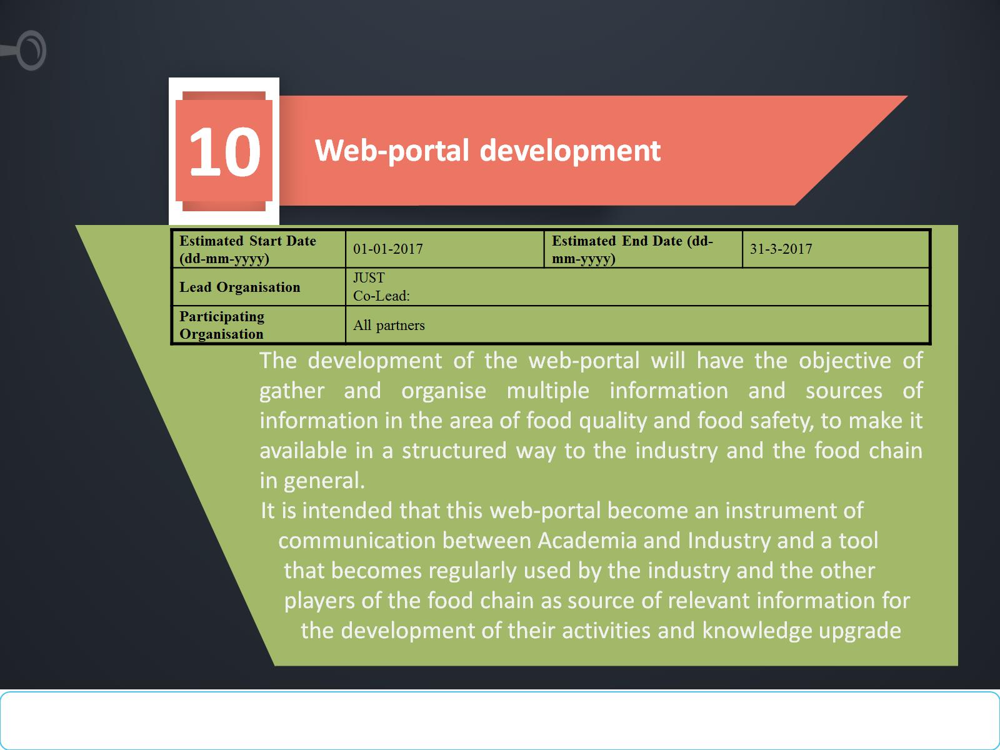 10
Web-portal development
Estimated Start Date
(dd-mm-yyyy)
01-01-2017
Estimated End Date (dd-
mm-yyyy)
31-3-2017
Lead Organisation
JUST
Co-Lead:
Participating
Organisation
All partners
The development of the web-portal will have the objective of
gather and organise multiple information and sources of
information in the area of food quality and food safety, to make it
available in a structured way to the industry and the food chain
in general.
It is intended that this web-portal become an instrument of
communication between Academia and Industry and a tool
that becomes regularly used by the industry and the other
players of the food chain as source of relevant information for
the development of their activities and knowledge upgrade